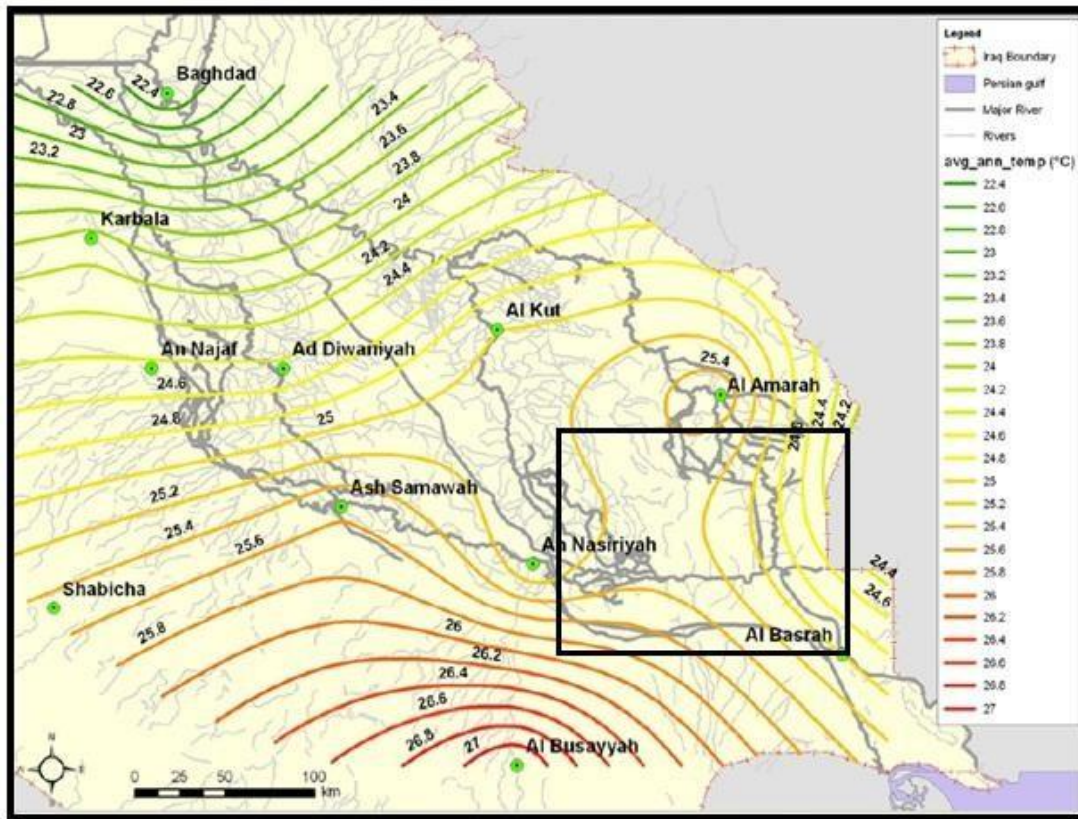 Baghdad
22.4
22.6
22.8
23
23.2
23.4
23.6
23.8
24
24.2
24.4
Karbala
Al Kut
An Najaf
Ad Diwaniyah
24.6
24.8
25
25.4
Al Amarah
24.4
24.2
25.2
25.4
25.6
Ash Samawah
An Nasiriyah
Shabicha
25.8
26
26.2
26.4
26.6
26.8
27
Al Busayyah
24.4
24.6
Al Basrah
N
E
0 25 50 100
km
Legend
Iraq Boundary
Persian gulf
Major River
Rivers
avg_ann_temp (°C)
22.4
22.6
22.8
23
23.2
23.4
23.6
23.8
24
24.2
24.4
24.6
24.8
25
25.2
25.4
25.6
25.8
26
26.2
26.4
26.6
26.8
27